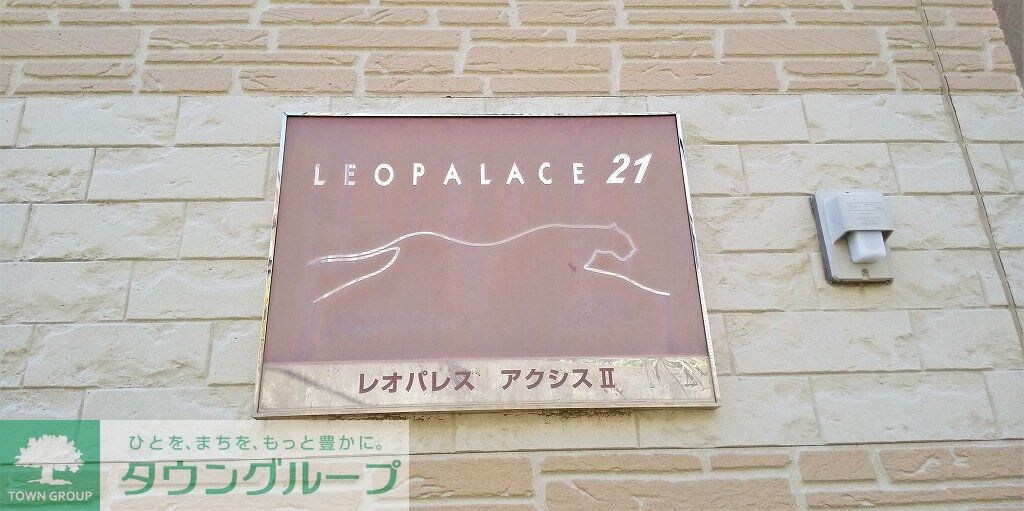 LEOPALACE 21
レオパレス アクシスⅡ
ひとを、まちを、もっと豊かに。
タウングループ
TOWN GROUP